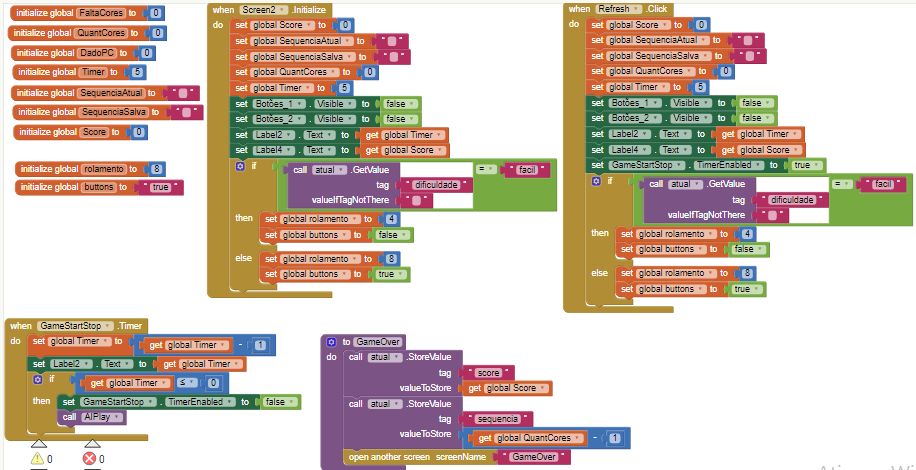 initialize global FaltaCores to 0
initialize global QuantCores to 0
initialize global DadoPC to 0
initialize global Timer to 5
initialize global SequenciaAtual to " "
initialize global SequenciaSalva to " "
initialize global Score to 0
initialize global rolamento to 8
initialize global buttons to "true"
when Screen2 .Initialize
do set global Score to 0
set global SequenciaAtual to " "
set global SequenciaSalva to " "
set global QuantCores to 0
set global Timer to 5
set Botões_1 . Visible to false
set Botões_2 . Visible to false
set Label2 . Text to get global Timer
set Label4 . Text to get global Score
if call atual .GetValue = "facil"
tag "dificuldade"
valueIfTagNotThere " "
then set global rolamento to 4
set global buttons to false
else set global rolamento to 8
set global buttons to true
when Refresh .Click
do set global Score to 0
set global SequenciaAtual to " "
set global SequenciaSalva to " "
set global QuantCores to 0
set global Timer to 5
set Botões_1 . Visible to false
set Botões_2 . Visible to false
set Label2 . Text to get global Timer
set Label4 . Text to get global Score
set GameStartStop . TimerEnabled to true
if call atual .GetValue = "facil"
tag "dificuldade"
valueIfTagNotThere " "
then set global rolamento to 4
set global buttons to false
else set global rolamento to 8
set global buttons to true
when GameStartStop .Timer
do set global Timer to get global Timer - 1
set Label2 . Text to get global Timer
if get global Timer ≤ 0
then set GameStartStop . TimerEnabled to false
call AIPlay
0 0
to GameOver
do call atual .StoreValue
tag "score"
valueToStore get global Score
call atual .StoreValue
tag "sequencia"
valueToStore get global QuantCores - 1
open another screen screenName "GameOver"